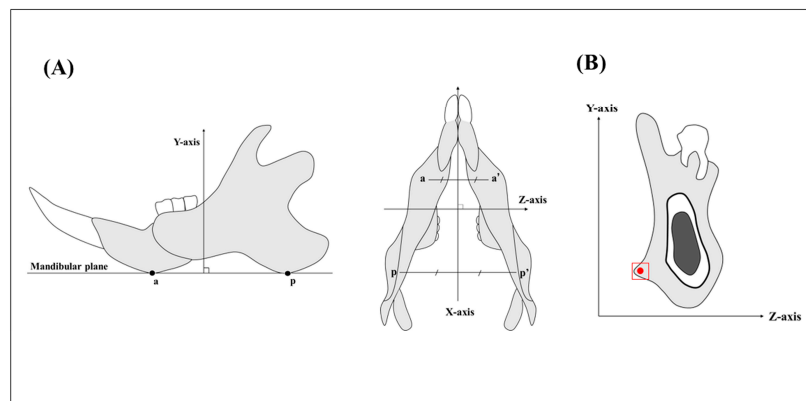 (A)
Y-axis
Mandibular plane
a
p
a
a'
Z-axis
p
p'
X-axis
(B)
Y-axis
Z-axis